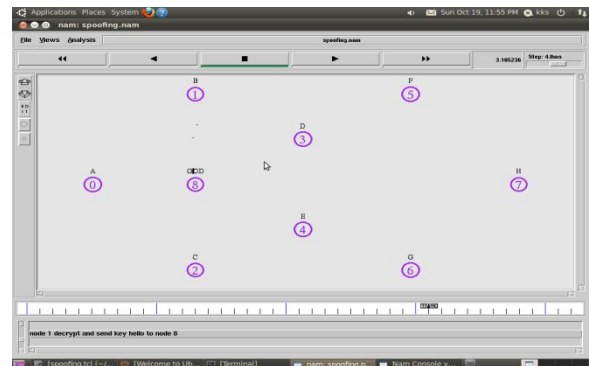 Applications Places System Sun Oct 19, 11:55 PM kks
nam: spoofing.nam
File Views Analysis spoofing.nam
3.105230 Step: 4.0ms
B
1
F
5
D
3
A
0
8
H
7
E
4
C
2
G
6
node 1 decrypt and send key hello to node 8
[spoofing.tcl (~/... [Welcome to Ub... [Terminal] nam: spoofing.n... Nam Console v...